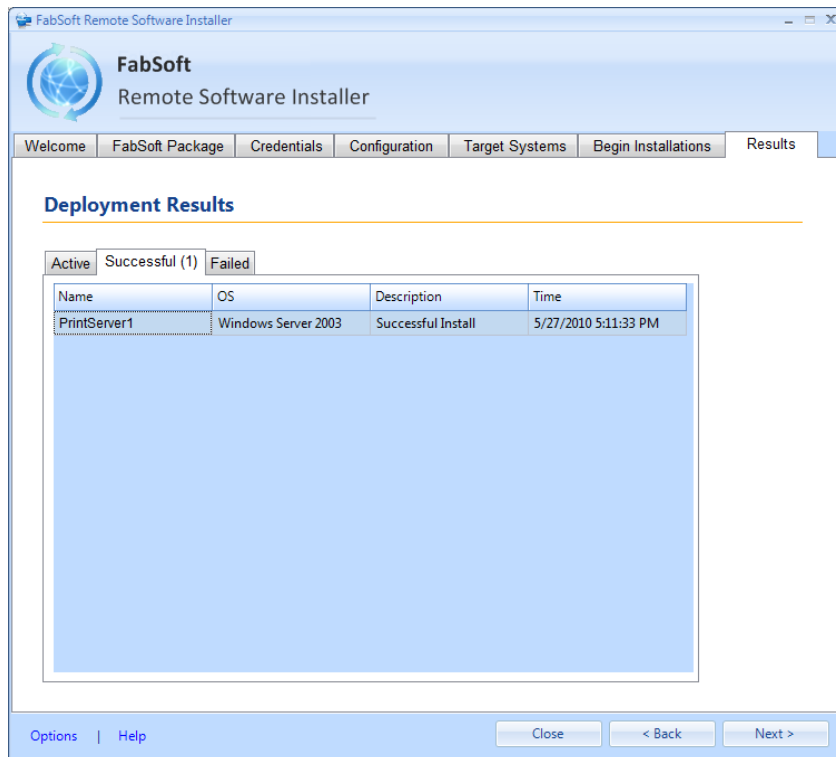 FabSoft Remote Software Installer
FabSoft
Remote Software Installer
Welcome FabSoft Package Credentials Configuration Target Systems Begin Installations Results
Deployment Results
Active Successful (1) Failed
Name OS Description Time
PrintServer1 Windows Server 2003 Successful Install 5/27/2010 5:11:33 PM
Options | Help Close < Back Next >